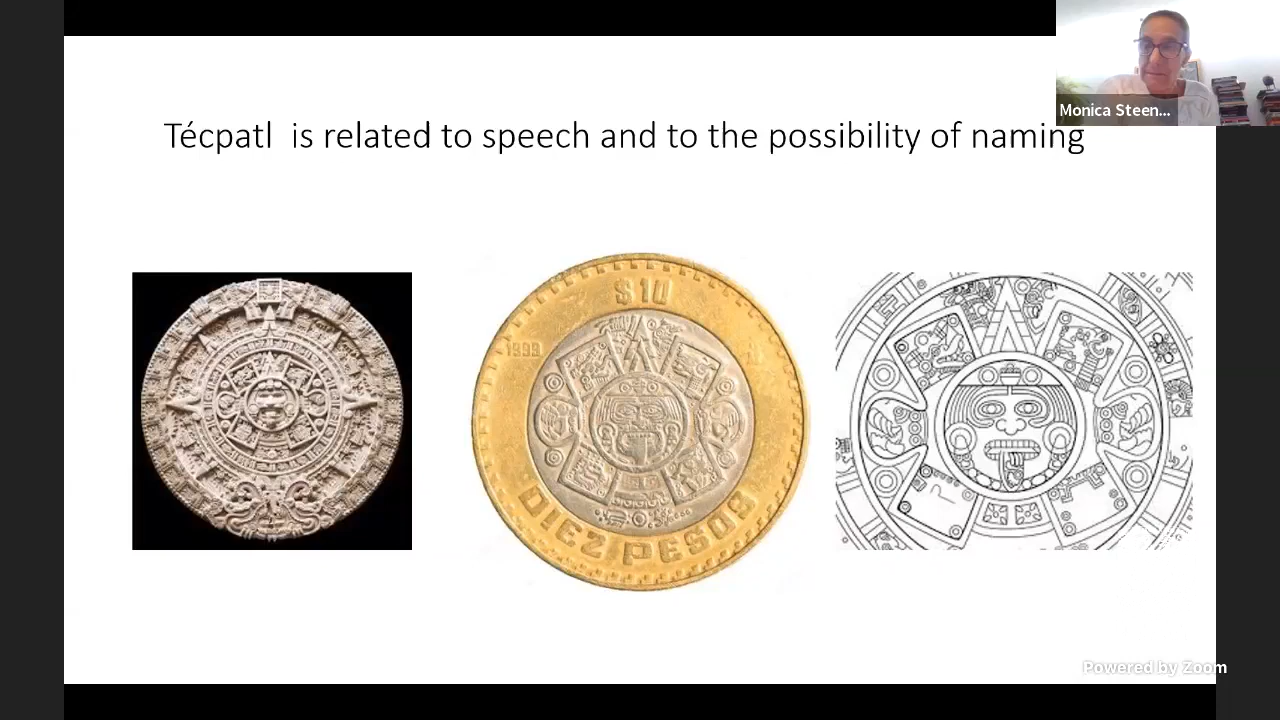 Monica Steen...
Técpatl is related to speech and to the possibility of naming
$10
1999
DIEZ PESOS
Powered by Zoom